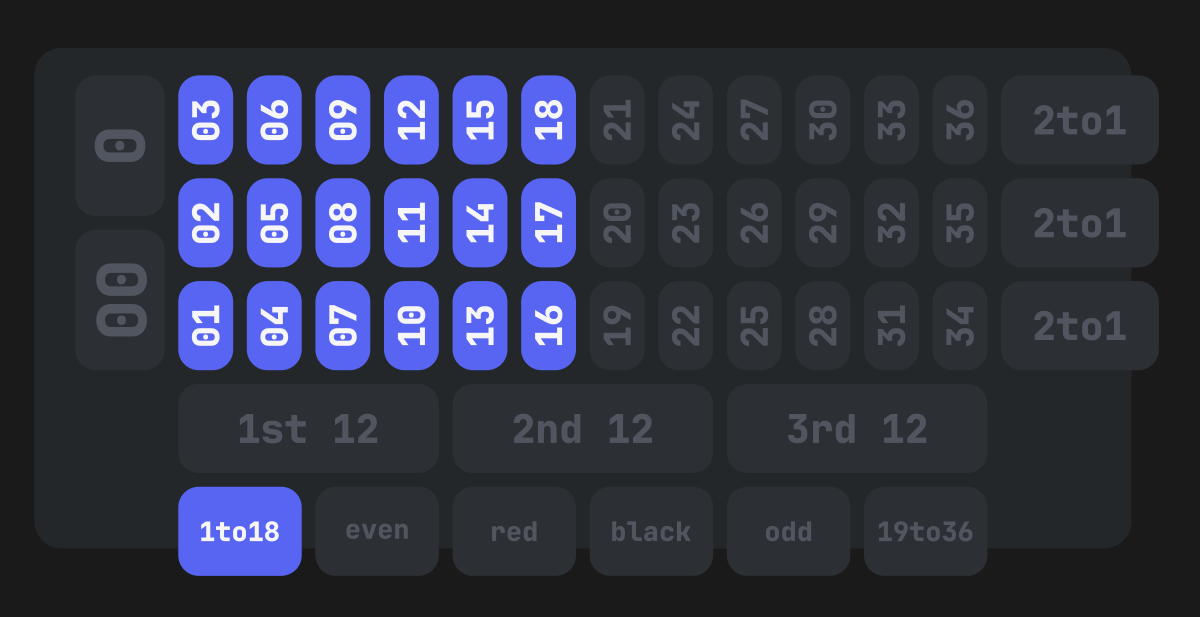 0 03 06 09 12 15 18 21 24 27 30 33 36 2to1
00 02 05 08 11 14 17 20 23 26 29 32 35 2to1
01 04 07 10 13 16 19 22 25 28 31 34 2to1
1st 12 2nd 12 3rd 12
1to18 even red black odd 19to36